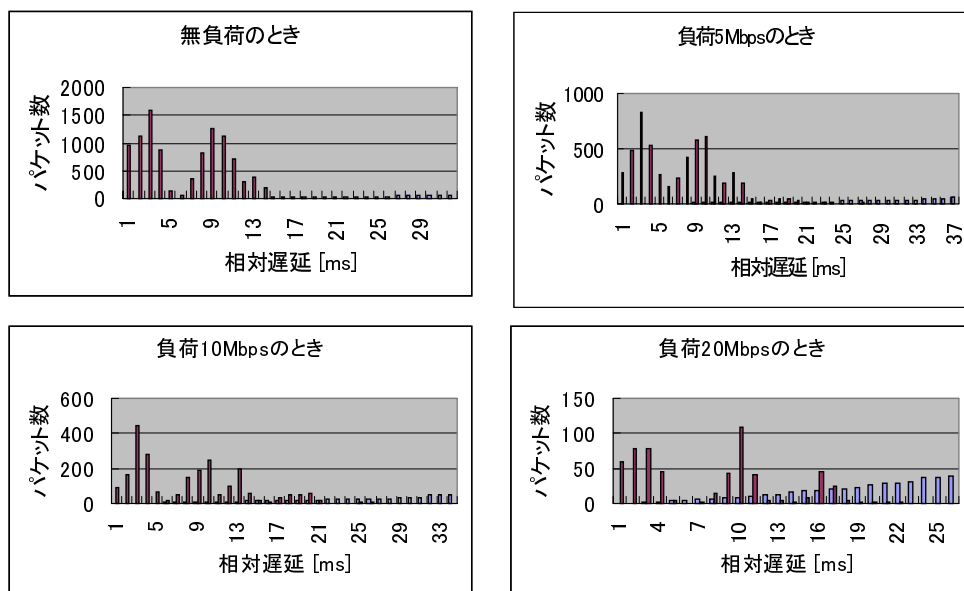 無負荷のとき
2000
1500
1000
500
0
パケット数
1 5 9 13 17 21 25 29
相対遅延 [ms]
負荷5Mbpsのとき
1000
500
0
パケット数
1 5 9 13 17 21 25 29 33 37
相対遅延 [ms]
負荷10Mbpsのとき
600
400
200
0
パケット数
1 5 9 13 17 21 25 29 33
相対遅延 [ms]
負荷20Mbpsのとき
150
100
50
0
パケット数
1 4 7 10 13 16 19 22 25
相対遅延 [ms]